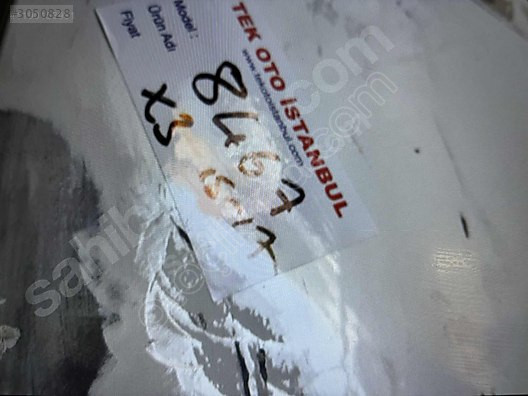 #3050828
TEK OTO İSTANBUL
www.tekotoistanbul.com
Model :
Ürün Adı
Fiyat
8467
X3
sahibinden.com